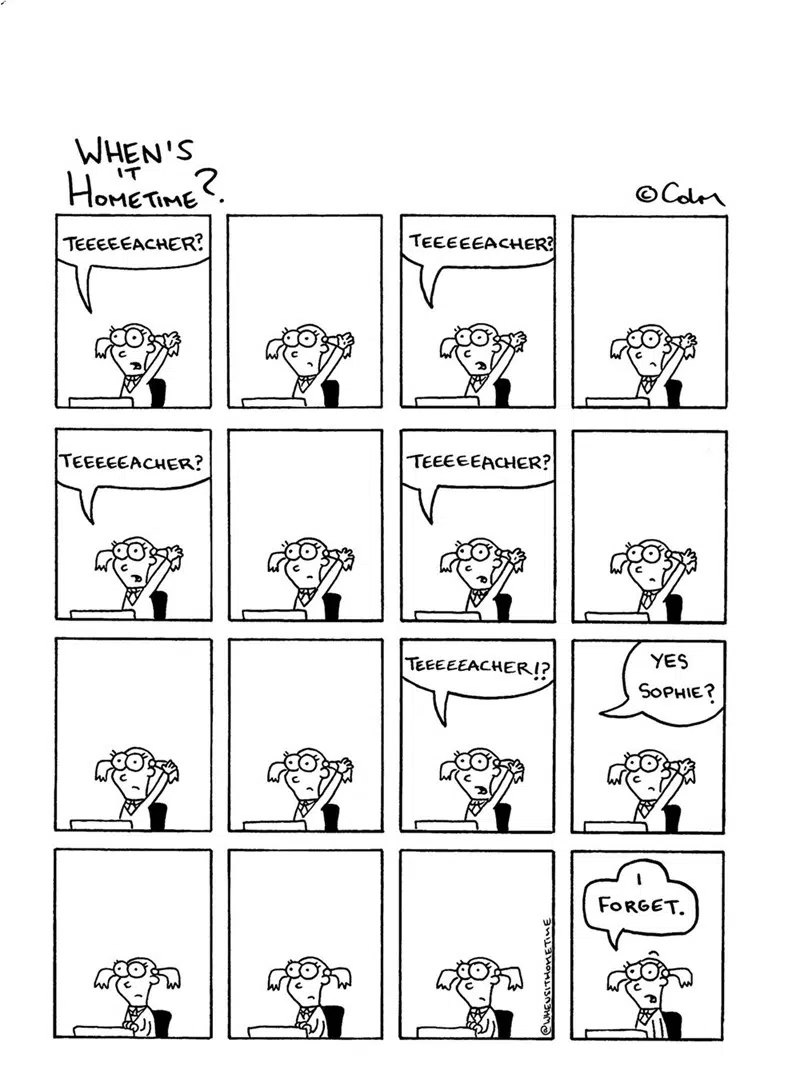 WHEN'S
IT
HOMETIME?.
© Colm
TEEEEEACHER?
TEEEEEACHER?
TEEEEEACHER?
TEEEEEACHER?
TEEEEEACHER!?
YES
SOPHIE?
@WHENSITHOMETIME
I
FORGET.